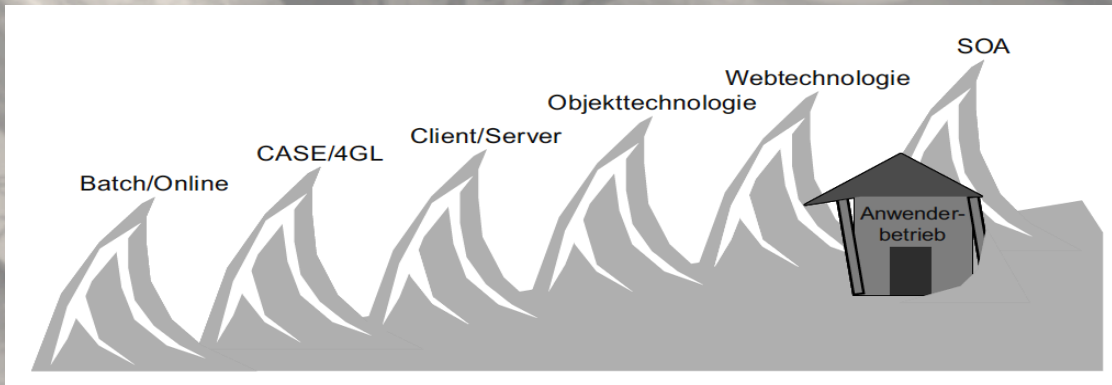 SOA
Webtechnologie
Objekttechnologie
Client/Server
CASE/4GL
Batch/Online
Anwender-
betrieb